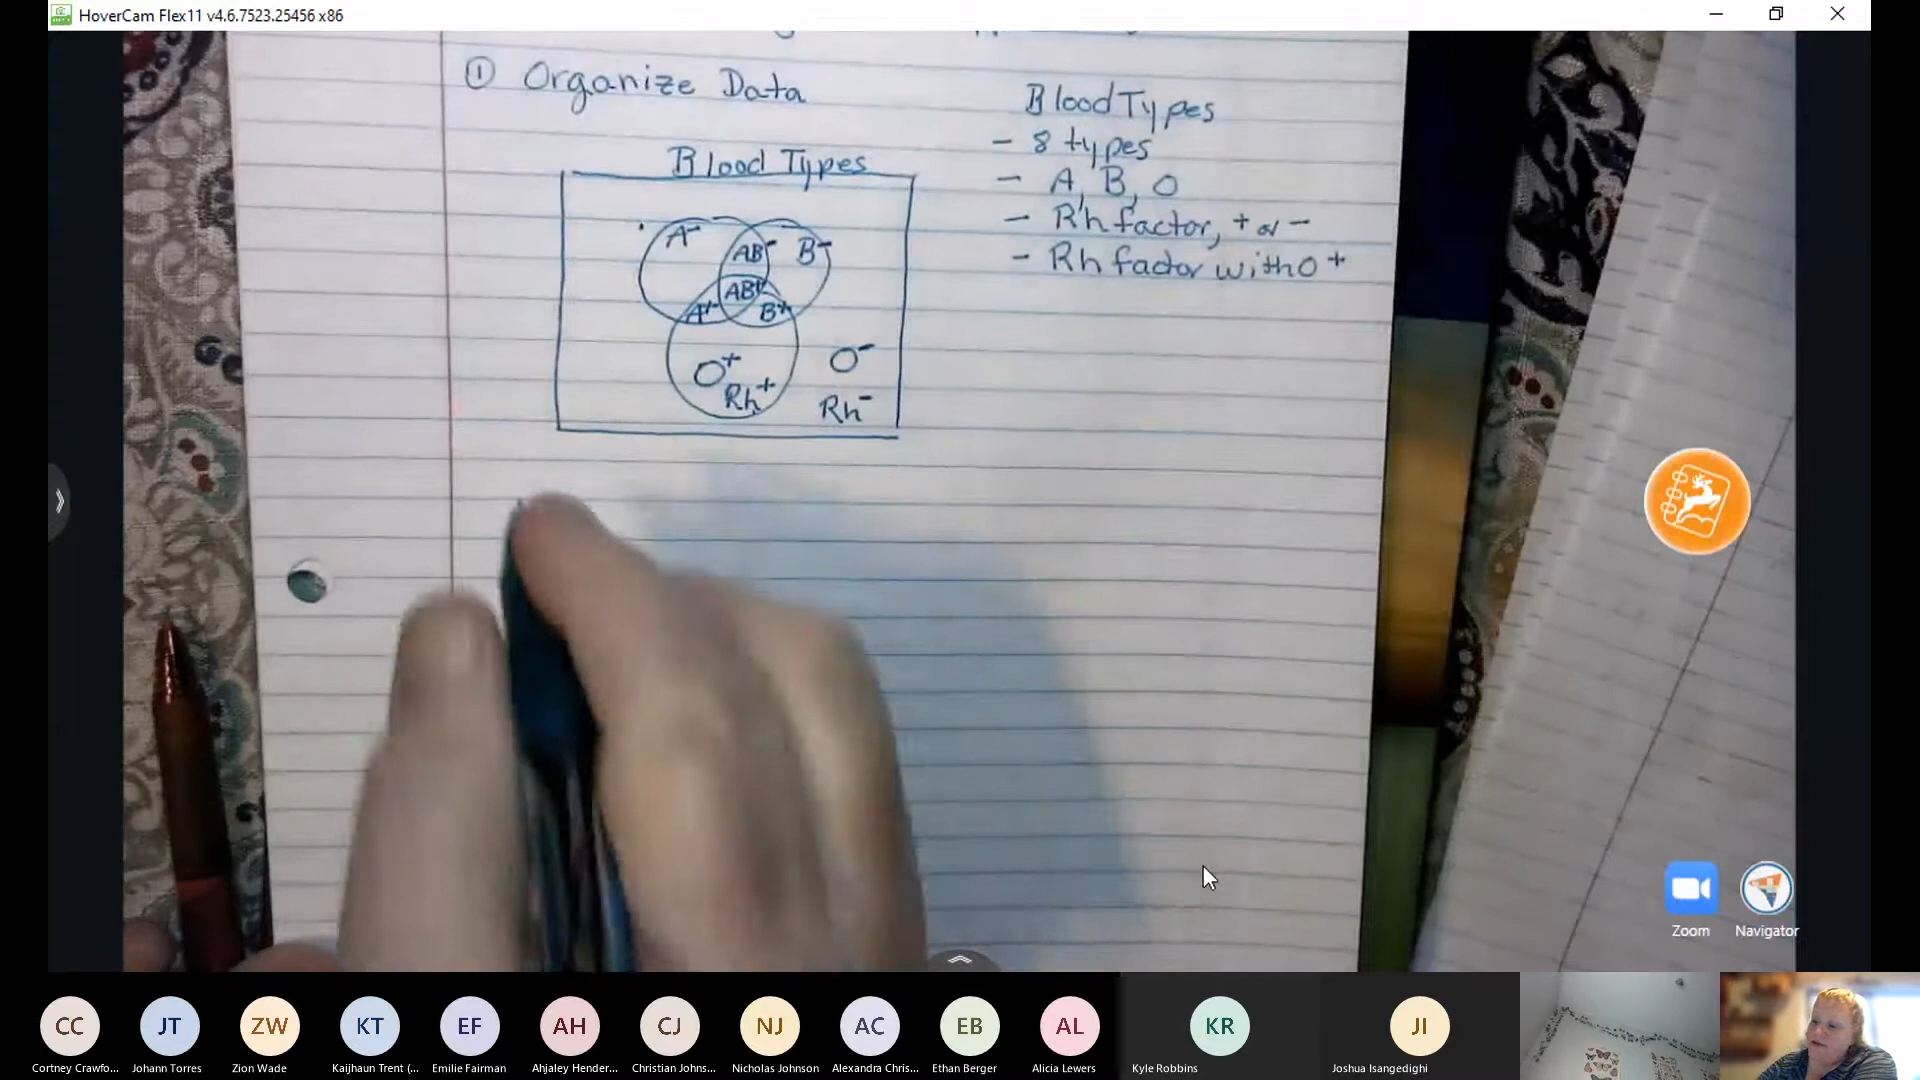 HoverCam Flex11 v4.6.7523.25456 x86
① Organize Data
Blood Types
A- AB- B-
AB+
A+ B+
O+ O-
Rh+ Rh-
Blood Types
- 8 types
- A, B, O
- Rh factor, + or -
- Rh factor with O +
Zoom Navigator
CC JT ZW KT EF AH CJ NJ AC EB AL KR JI
Cortney Crawfo... Johann Torres Zion Wade Kaijhaun Trent (... Emilie Fairman Ahjaley Hender... Christian Johns... Nicholas Johnson Alexandra Chris... Ethan Berger Alicia Lewers Kyle Robbins Joshua Isangedighi